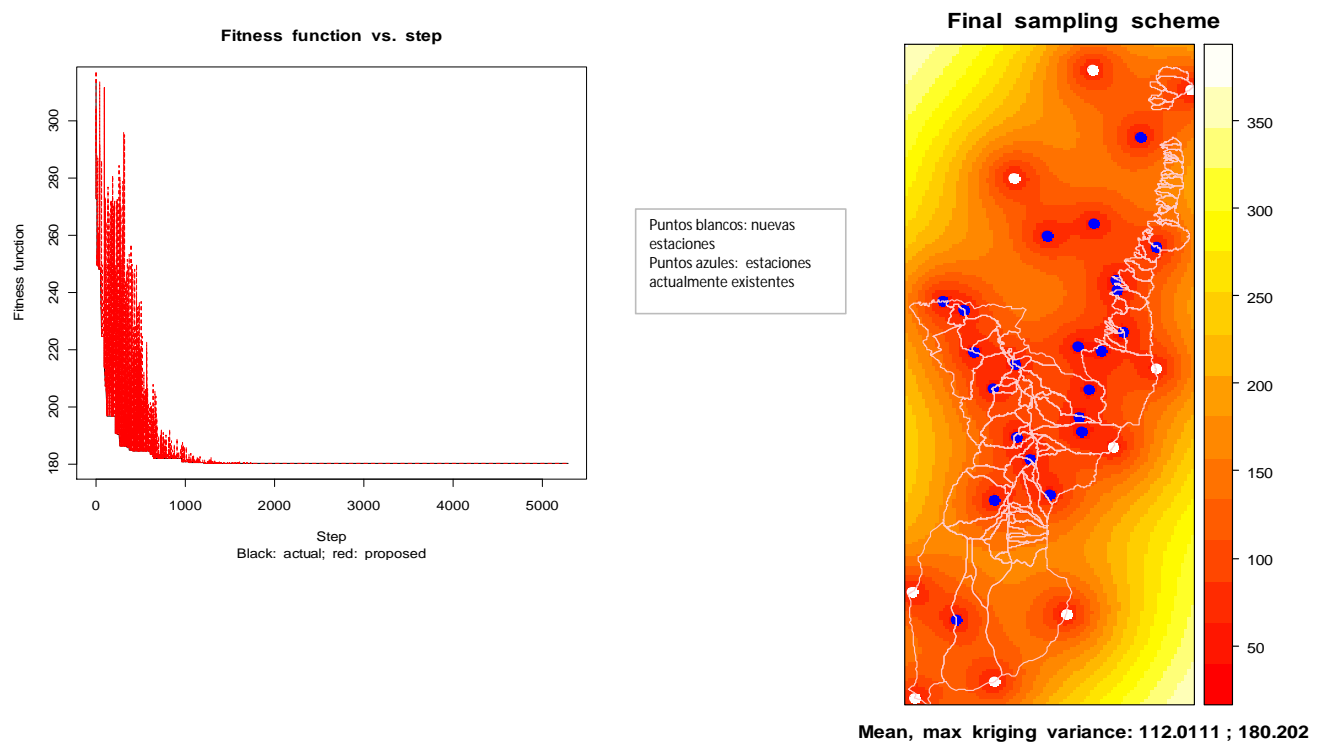 Fitness function vs. step
Fitness function
300
280
260
240
220
200
180
0
1000
2000
3000
4000
5000
Step
Black: actual; red: proposed
Puntos blancos: nuevas
estaciones
Puntos azules: estaciones
actualmente existentes
Final sampling scheme
350
300
250
200
150
100
50
Mean, max kriging variance: 112.0111 ; 180.202